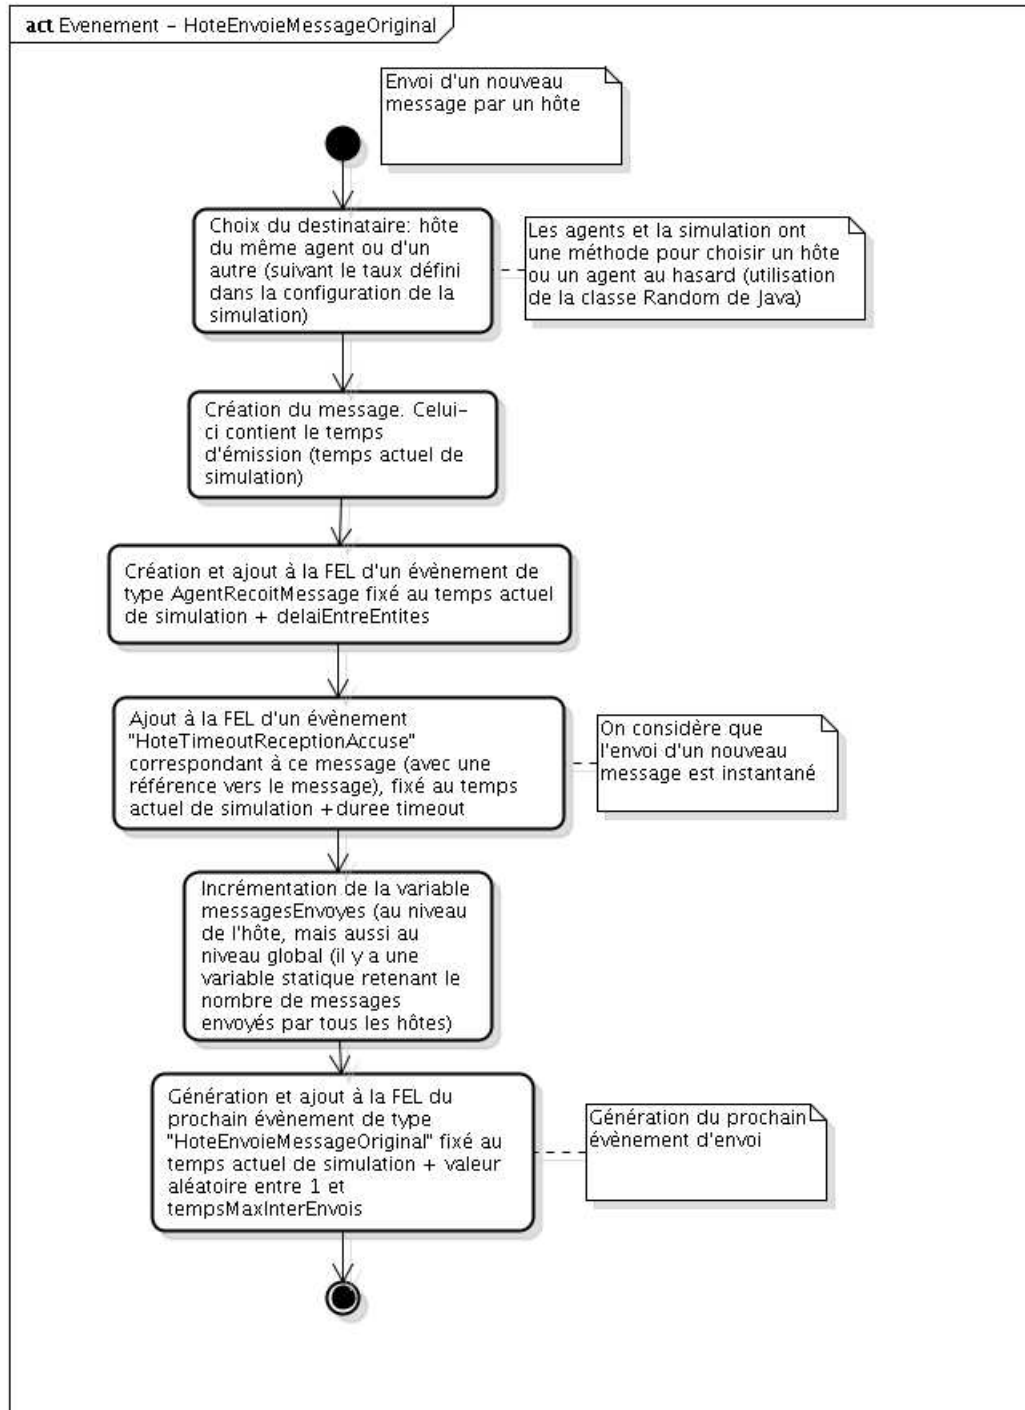 act Evenement – HoteEnvoieMessageOriginal
Envoi d'un nouveau
message par un hôte
Choix du destinataire: hôte
du même agent ou d'un
autre (suivant le taux défini
dans la configuration de la
simulation)
Les agents et la simulation ont
une méthode pour choisir un hôte
ou un agent au hasard (utilisation
de la classe Random de Java)
Création du message. Celui-
ci contient le temps
d'émission (temps actuel de
simulation)
Création et ajout à la FEL d'un évènement de
type AgentRecoitMessage fixé au temps actuel
de simulation + delaiEntreEntites
Ajout à la FEL d'un évènement
"HoteTimeoutReceptionAccuse"
correspondant à ce message (avec une
référence vers le message), fixé au temps
actuel de simulation +duree timeout
On considère que
l'envoi d'un nouveau
message est instantané
Incrémentation de la variable
messagesEnvoyes (au niveau
de l'hôte, mais aussi au
niveau global (il y a une
variable statique retenant le
nombre de messages
envoyés par tous les hôtes)
Génération et ajout à la FEL du
prochain évènement de type
"HoteEnvoieMessageOriginal" fixé au
temps actuel de simulation + valeur
aléatoire entre 1 et
tempsMaxInterEnvois
Génération du prochain
évènement d'envoi